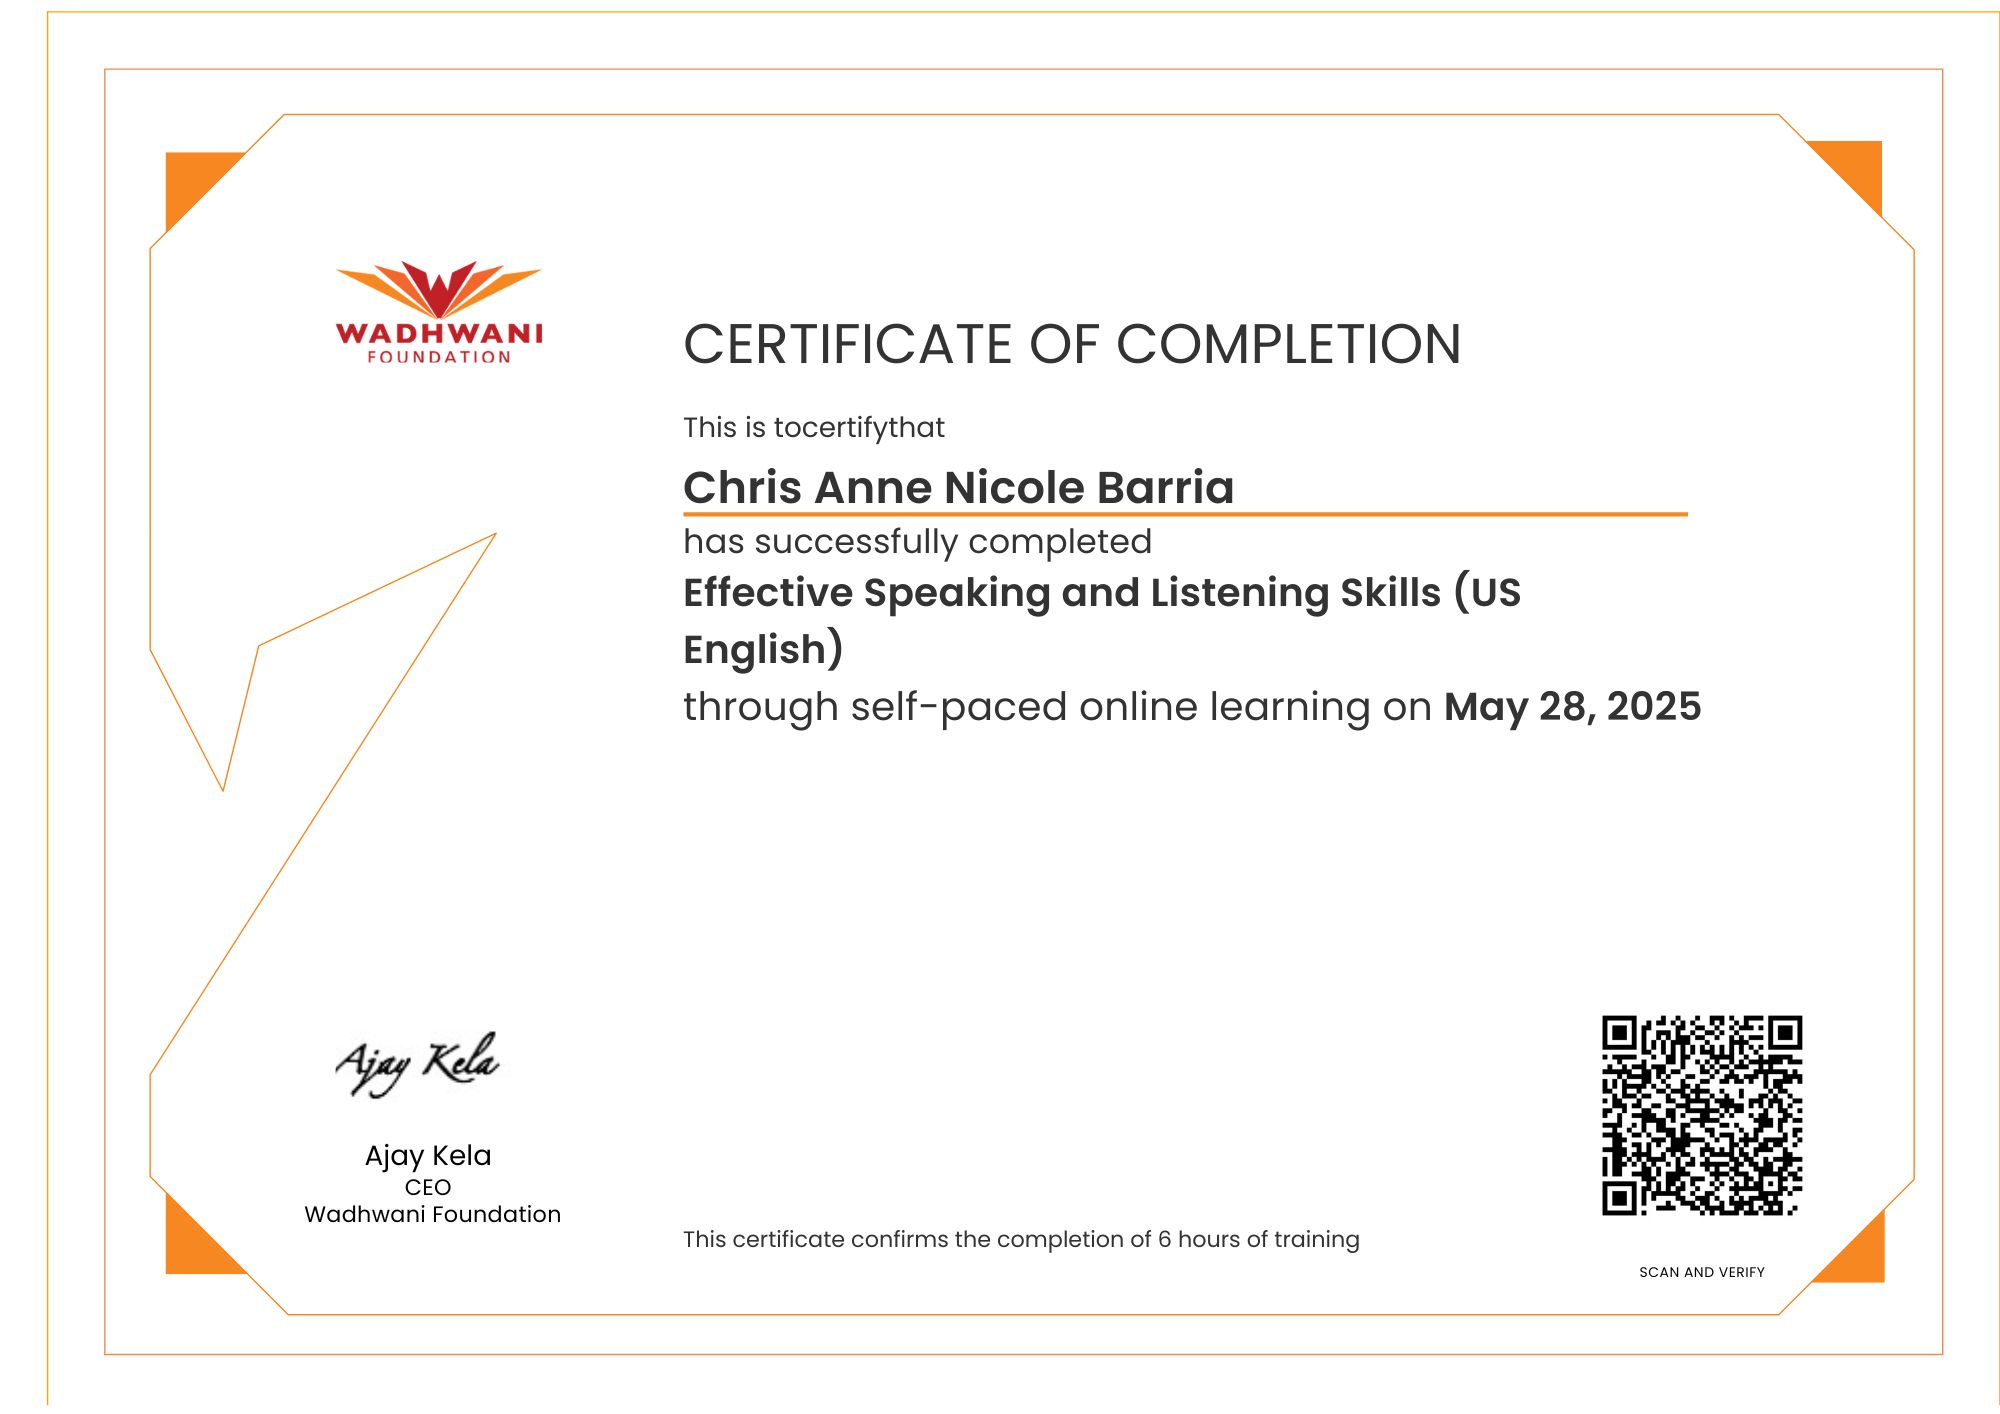 WADHWANI
FOUNDATION
CERTIFICATE OF COMPLETION
This is tocertifythat
Chris Anne Nicole Barria
has successfully completed
Effective Speaking and Listening Skills (US
English)
through self-paced online learning on May 28, 2025
Ajay Kela
Ajay Kela
CEO
Wadhwani Foundation
This certificate confirms the completion of 6 hours of training
SCAN AND VERIFY